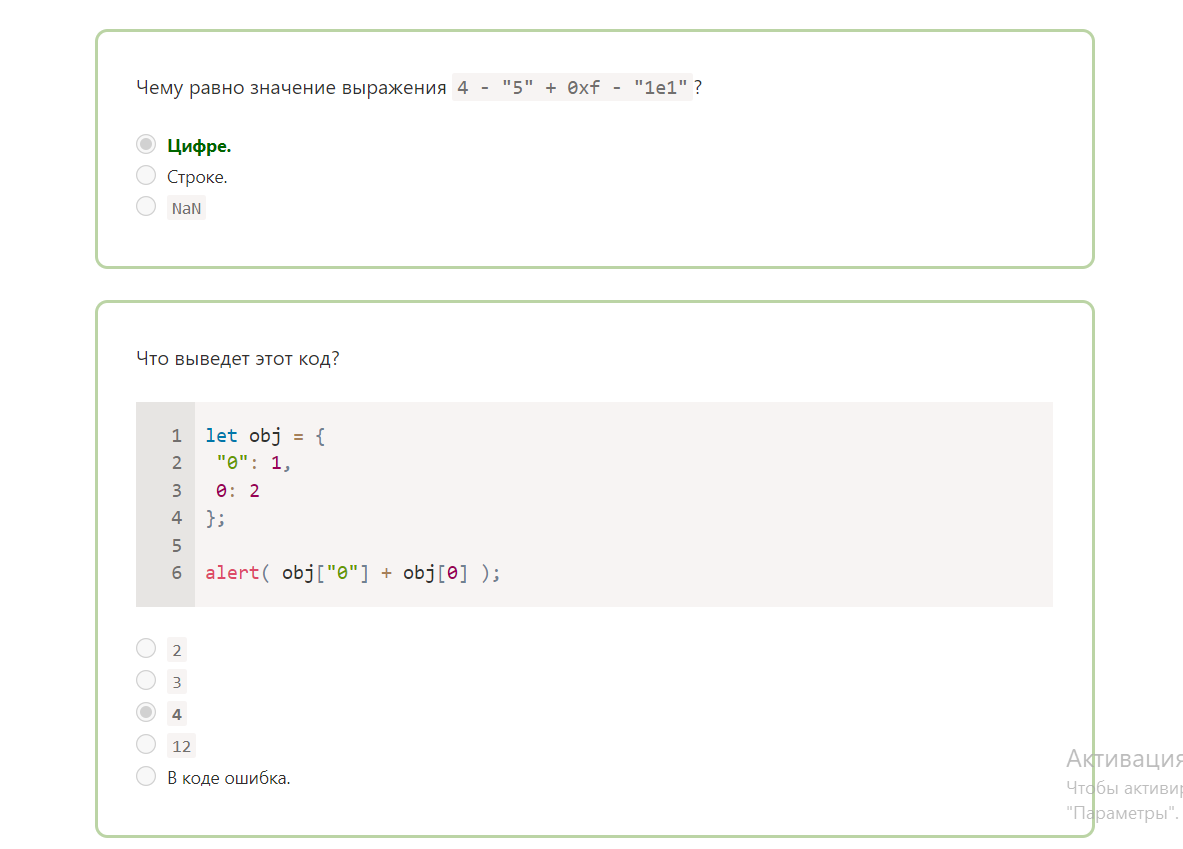 Чему равно значение выражения 4 - "5" + 0xf - "1e1"?
Цифре.
Строке.
NaN
Что выведет этот код?
1 let obj = {
2 "0": 1,
3 0: 2
4 };
5
6 alert( obj["0"] + obj[0] );
2
3
4
12
В коде ошибка.
Активация
Чтобы активир
"Параметры".